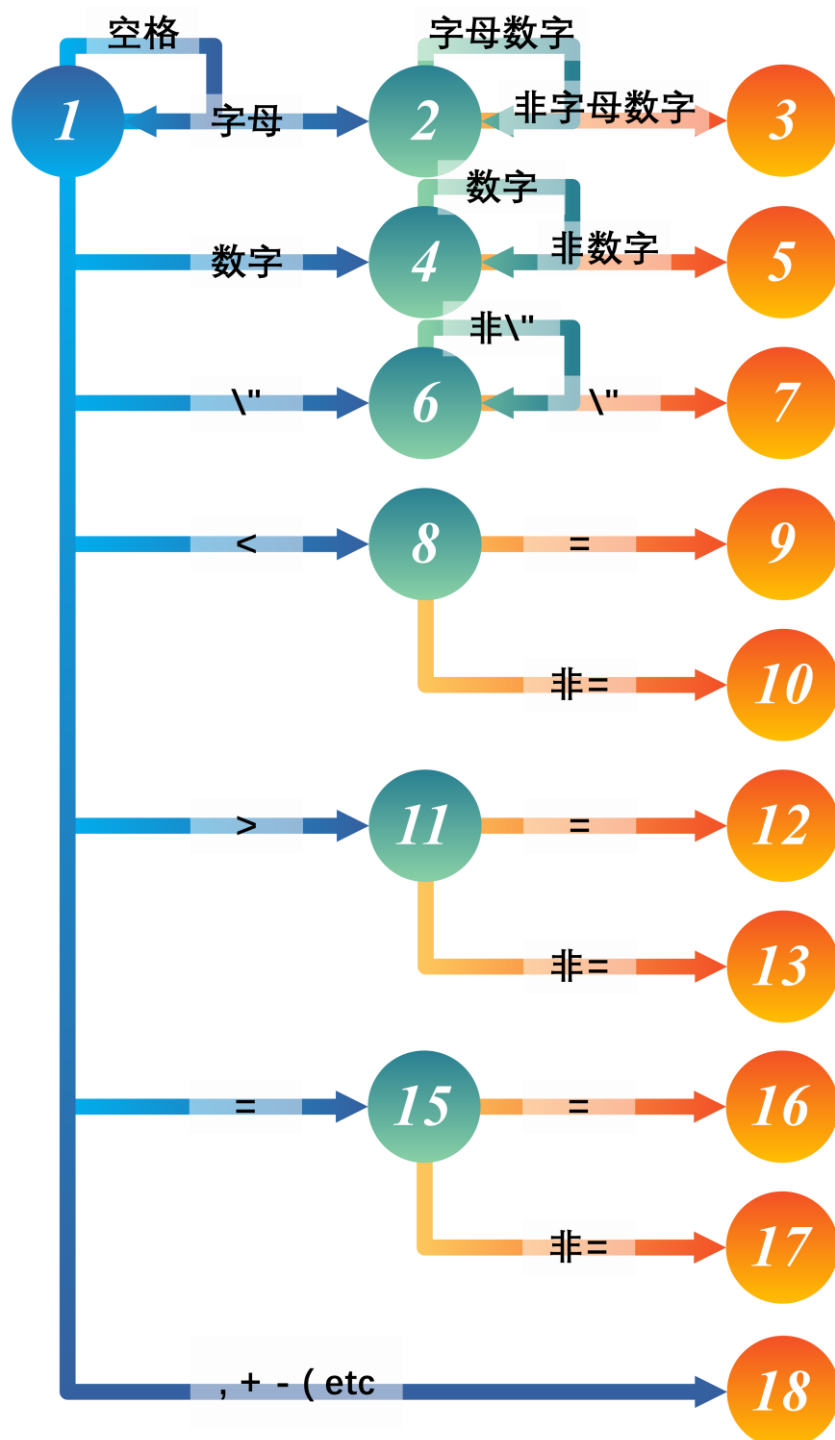 空格
字母数字
1
字母
2
非字母数字
3
数字
数字
4
非数字
5
非\"
\"
6
\"
7
<
8
=
9
非=
10
>
11
=
12
非=
13
=
15
=
16
非=
17
, + - ( etc
18